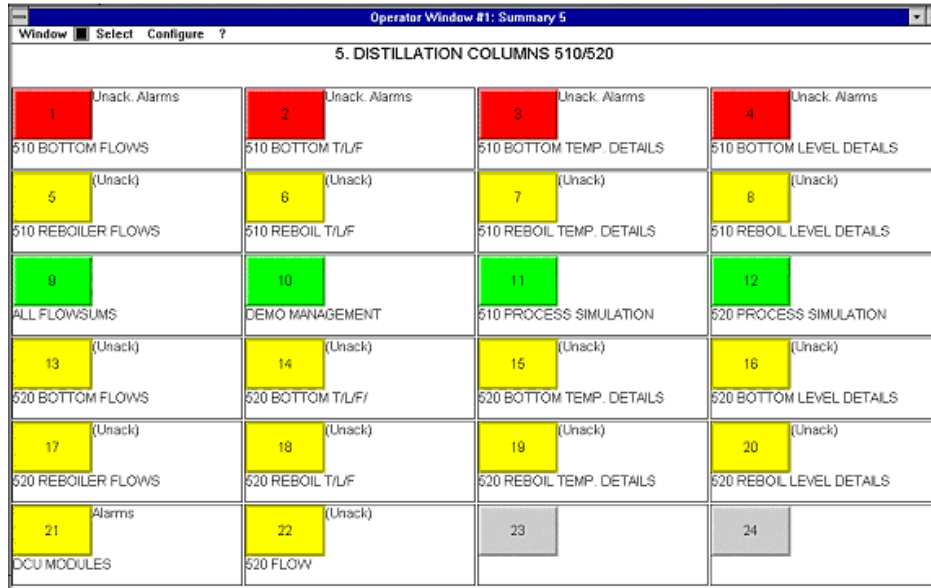 Operator Window #1: Summary 5
Window Select Configure ?
5. DISTILLATION COLUMNS 510/520
1 Unack. Alarms
510 BOTTOM FLOWS
2 Unack. Alarms
510 BOTTOM T/L/F
3 Unack. Alarms
510 BOTTOM TEMP. DETAILS
4 Unack. Alarms
510 BOTTOM LEVEL DETAILS
5 (Unack)
510 REBOILER FLOWS
6 (Unack)
510 REBOIL T/L/F
7 (Unack)
510 REBOIL TEMP. DETAILS
8 (Unack)
510 REBOIL LEVEL DETAILS
9
ALL FLOWSUMS
10
DEMO MANAGEMENT
11
510 PROCESS SIMULATION
12
520 PROCESS SIMULATION
13 (Unack)
520 BOTTOM FLOWS
14 (Unack)
520 BOTTOM T/L/F/
15 (Unack)
520 BOTTOM TEMP. DETAILS
16 (Unack)
520 BOTTOM LEVEL DETAILS
17 (Unack)
520 REBOILER FLOWS
18 (Unack)
520 REBOIL T/L/F
19 (Unack)
520 REBOIL TEMP. DETAILS
20 (Unack)
520 REBOIL LEVEL DETAILS
21 Alarms
DCU MODULES
22 (Unack)
520 FLOW
23
24